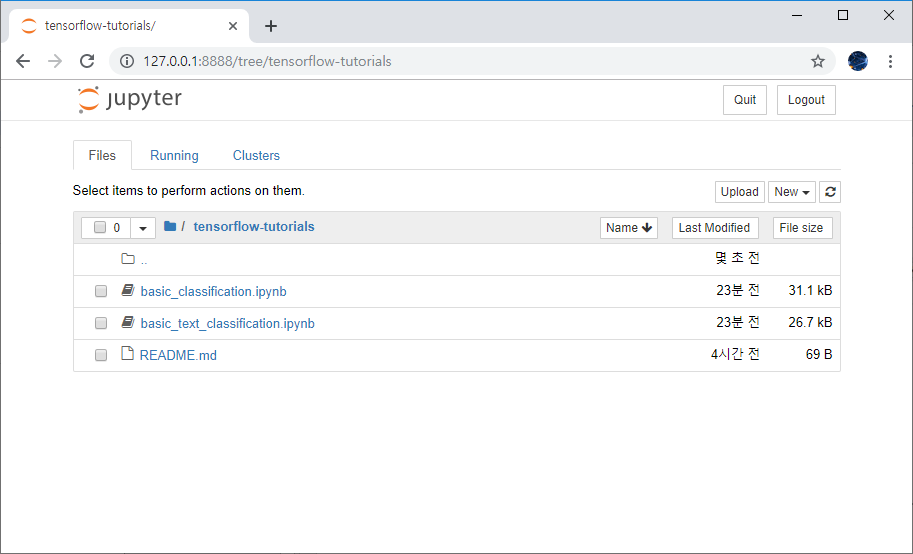 tensorflow-tutorials/
127.0.0.1:8888/tree/tensorflow-tutorials
jupyter Quit Logout
Files Running Clusters
Select items to perform actions on them. Upload New
0 / tensorflow-tutorials Name Last Modified File size
.. 몇 초 전
basic_classification.ipynb 23분 전 31.1 kB
basic_text_classification.ipynb 23분 전 26.7 kB
README.md 4시간 전 69 B